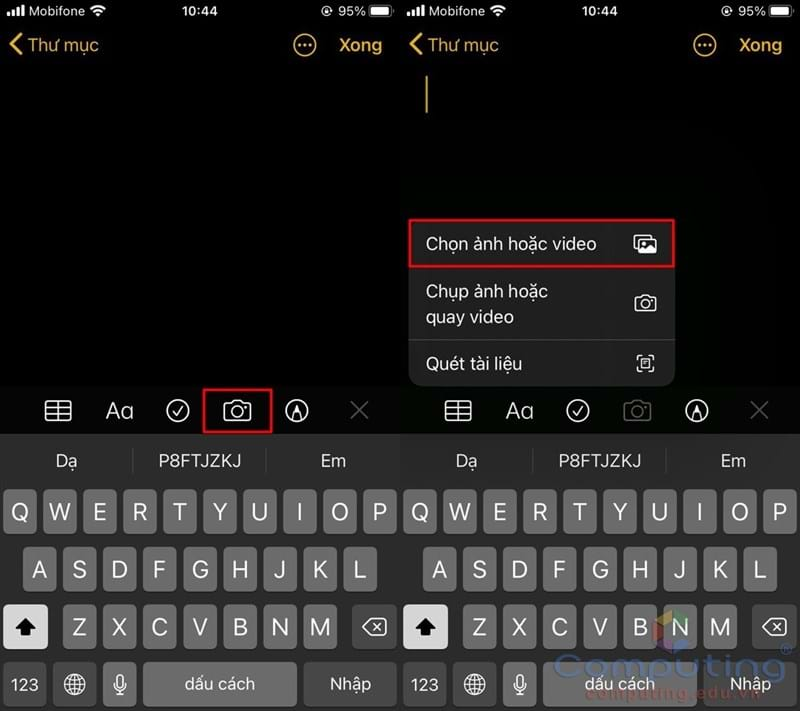 Mobifone 10:44 95%
Thư mục Xong
Dạ P8FTJZKJ Em
Q W E R T Y U I O P
A S D F G H J K L
Z X C V B N M
123 dấu cách Nhập
Mobifone 10:44 95%
Thư mục Xong
Chọn ảnh hoặc video
Chụp ảnh hoặc
quay video
Quét tài liệu
Aa
Dạ P8FTJZKJ Em
Q W E R T Y U I O P
A S D F G H J K L
Z X C V B N M
123 dấu cách Nhập
Aa
Computing®
computing.edu.vn